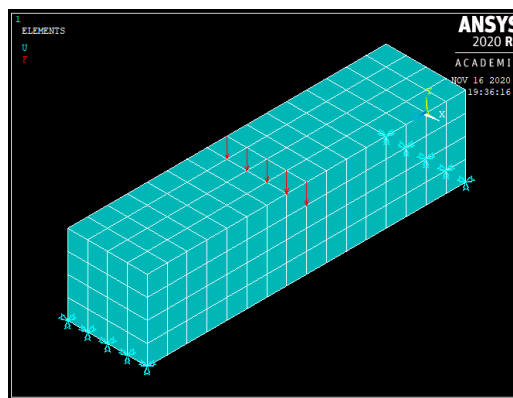 1
ELEMENTS
U
F
ANSYS
2020 R
ACADEMI
NOV 16 2020
19:36:16
Y
X